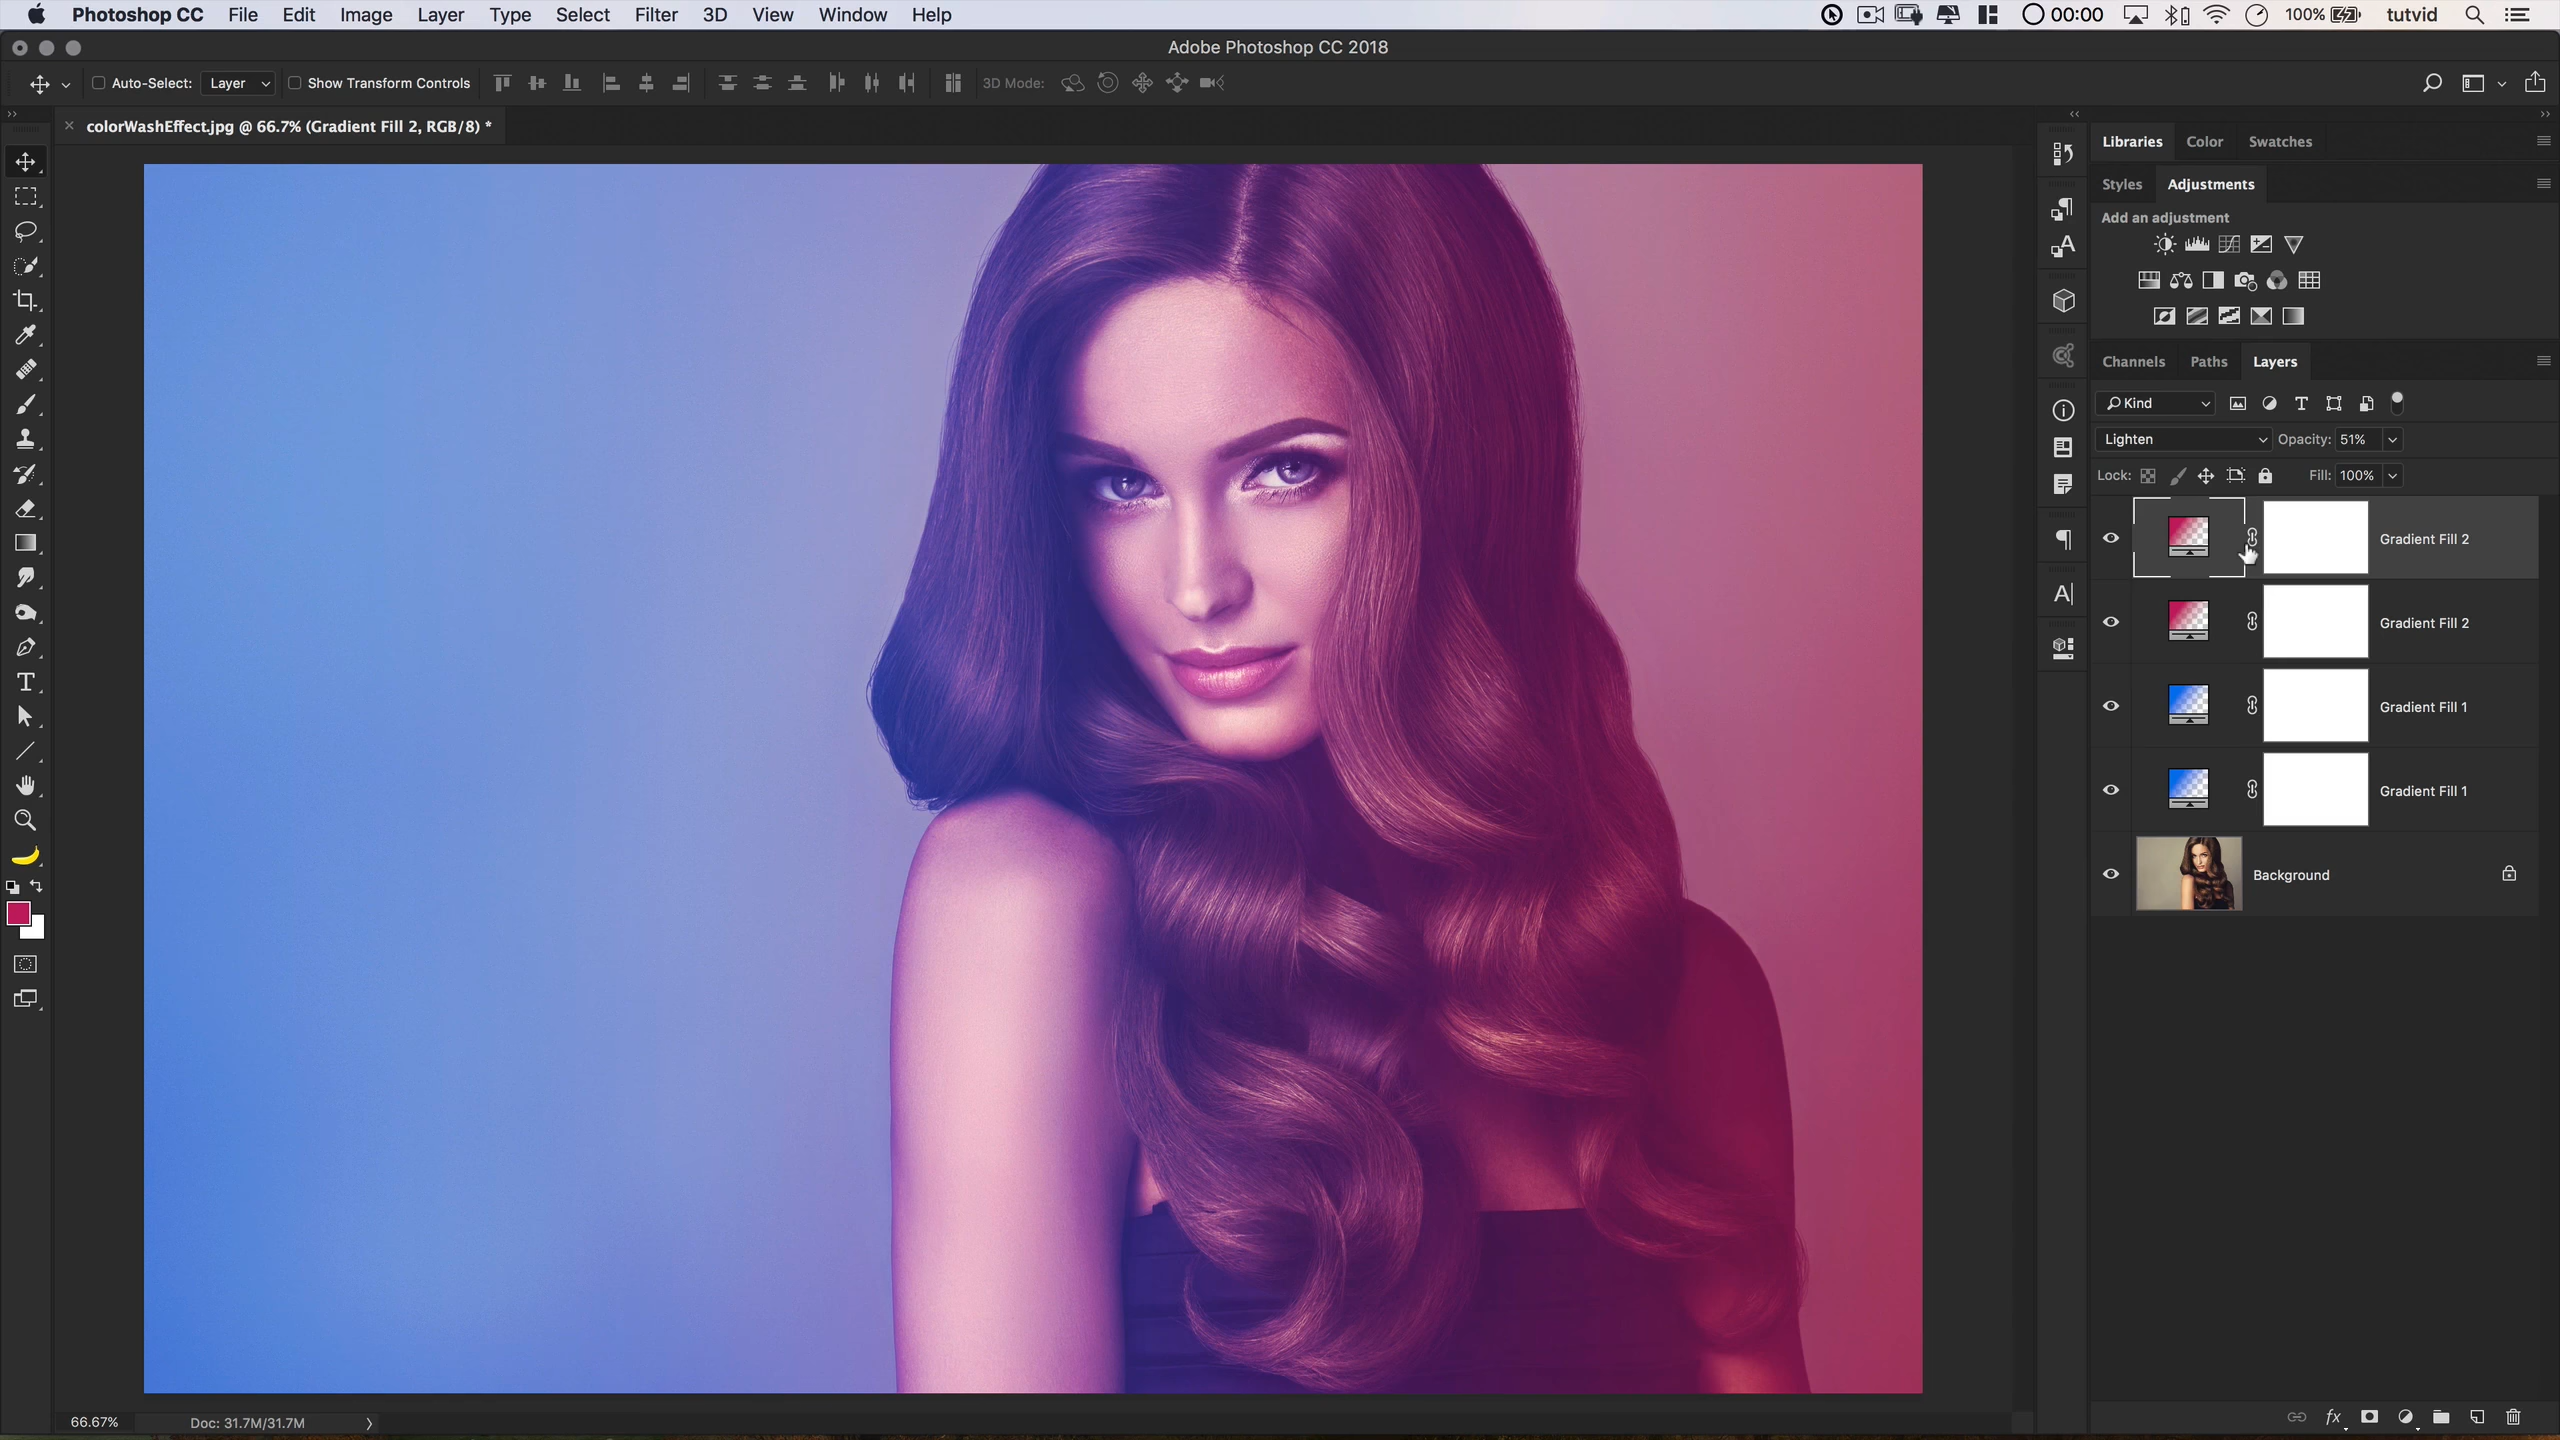 Photoshop CC File Edit Image Layer Type Select Filter 3D View Window Help 00:00 100% tutvid
Adobe Photoshop CC 2018
Auto-Select: Layer Show Transform Controls 3D Mode:
× colorWashEffect.jpg @ 66.7% (Gradient Fill 2, RGB/8) *
Libraries Color Swatches
Styles Adjustments
Add an adjustment
Channels Paths Layers
Kind
Lighten Opacity: 51%
Lock: Fill: 100%
Gradient Fill 2
Gradient Fill 2
Gradient Fill 1
Gradient Fill 1
Background
66.67% Doc: 31.7M/31.7M
fx